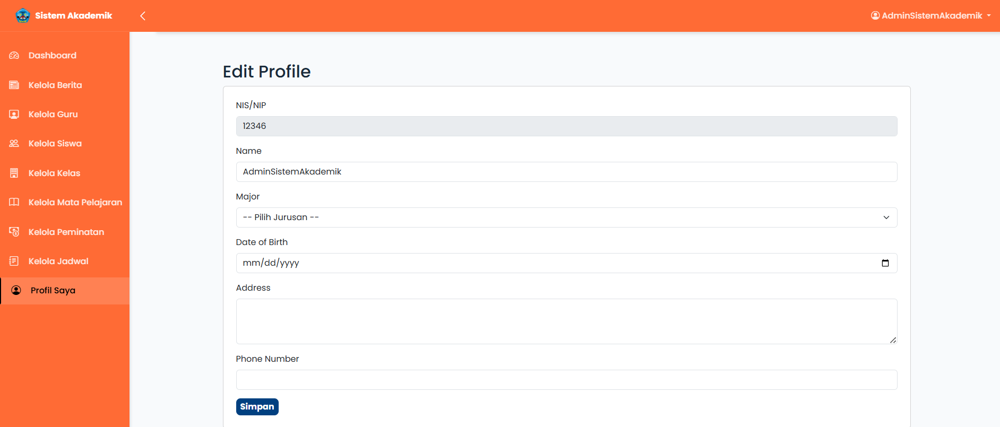 Sistem Akademik
AdminSistemAkademik
Dashboard
Kelola Berita
Kelola Guru
Kelola Siswa
Kelola Kelas
Kelola Mata Pelajaran
Kelola Peminatan
Kelola Jadwal
Profil Saya
Edit Profile
NIS/NIP
12346
Name
AdminSistemAkademik
Major
-- Pilih Jurusan --
Date of Birth
mm/dd/yyyy
Address
Phone Number
Simpan